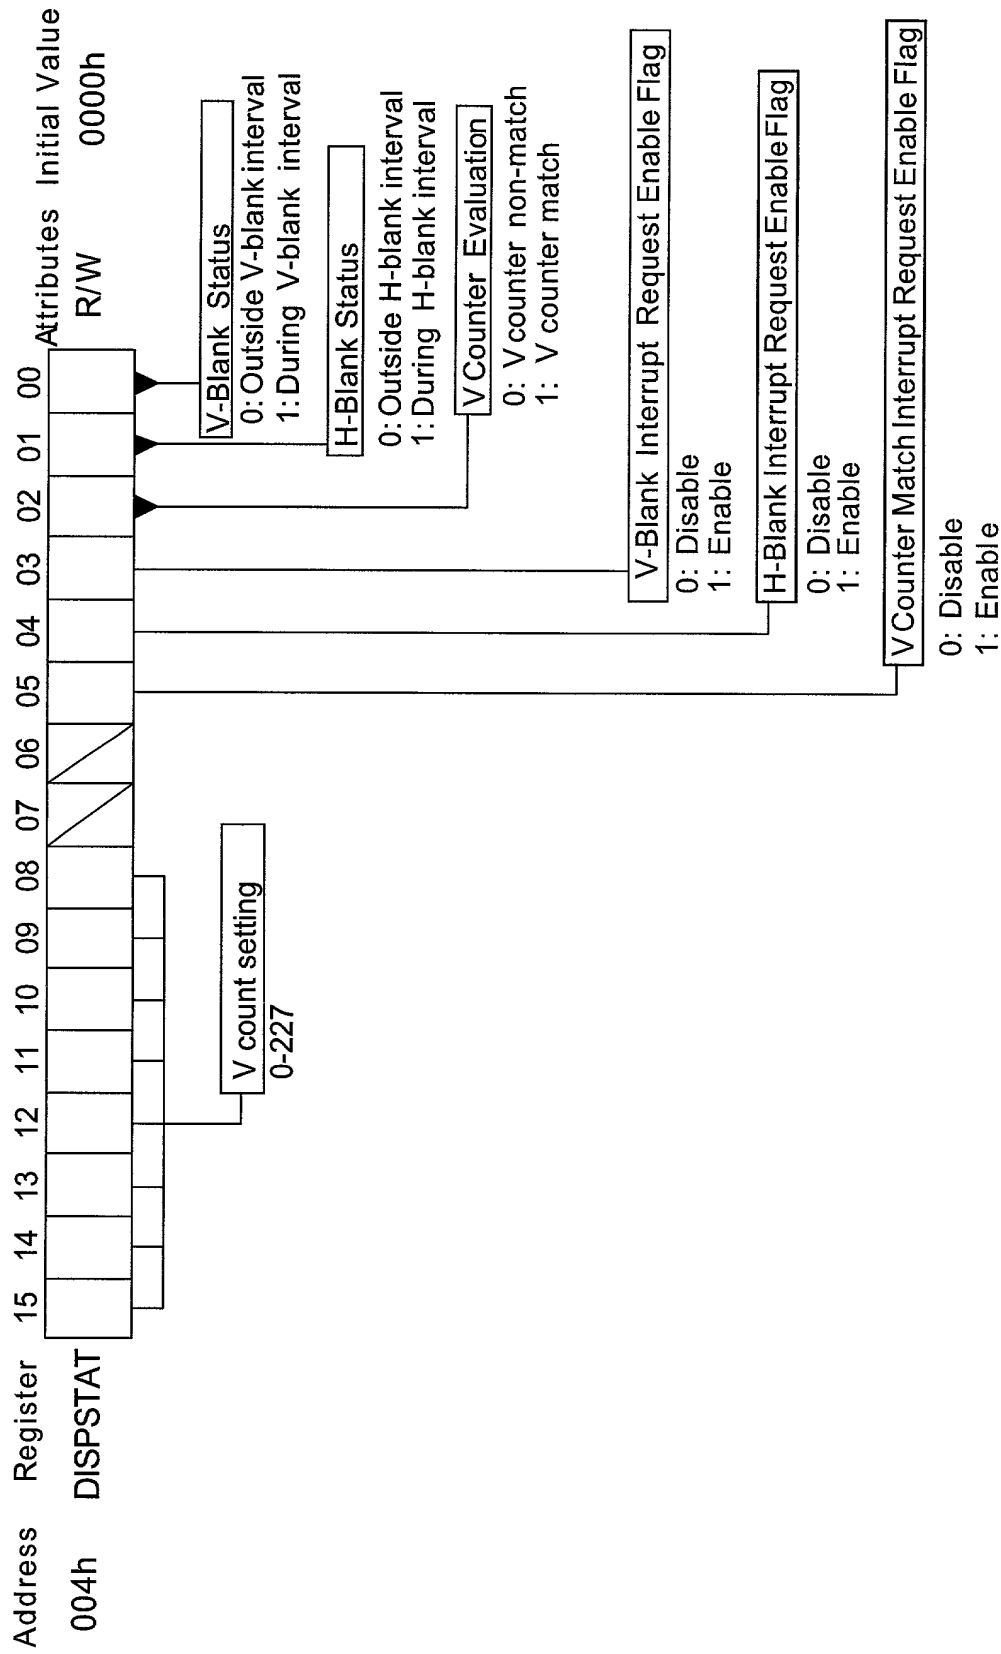 Address Register 15 14 13 12 11 10 09 08 07 06 05 04 03 02 01 00 Attributes Initial Value
004h DISPSTAT R/W 0000h
V-Blank Status
0: Outside V-blank interval
1: During V-blank interval
V count setting
0-227
H-Blank Status
0: Outside H-blank interval
1: During H-blank interval
V Counter Evaluation
0: V counter non-match
1: V counter match
V-Blank Interrupt Request Enable Flag
0: Disable
1: Enable
H-Blank Interrupt Request Enable Flag
0: Disable
1: Enable
V Counter Match Interrupt Request Enable Flag
0: Disable
1: Enable